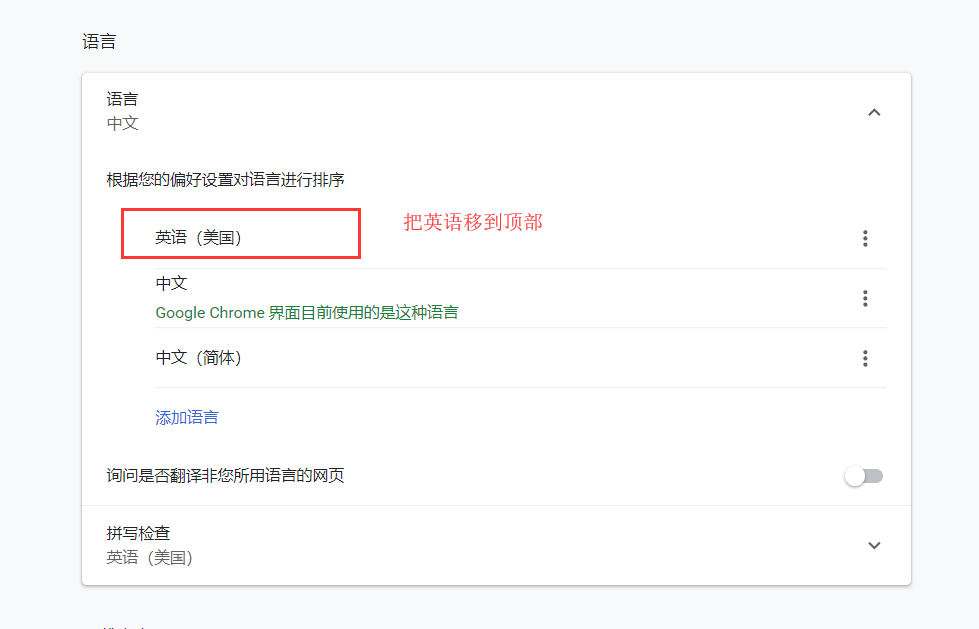 语言
语言
中文
根据您的偏好设置对语言进行排序
英语（美国）
把英语移到顶部
中文
Google Chrome 界面目前使用的是这种语言
中文（简体）
添加语言
询问是否翻译非您所用语言的网页
拼写检查
英语（美国）